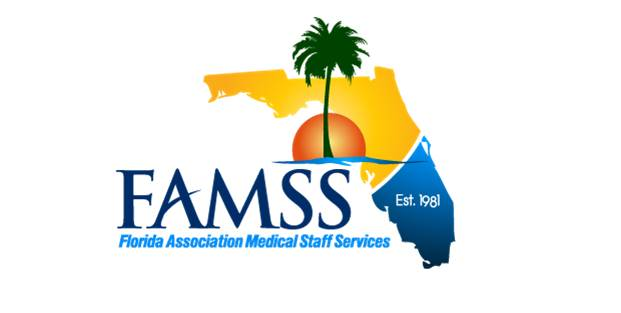 FAMSS
Est. 1981
Florida Association Medical Staff Services